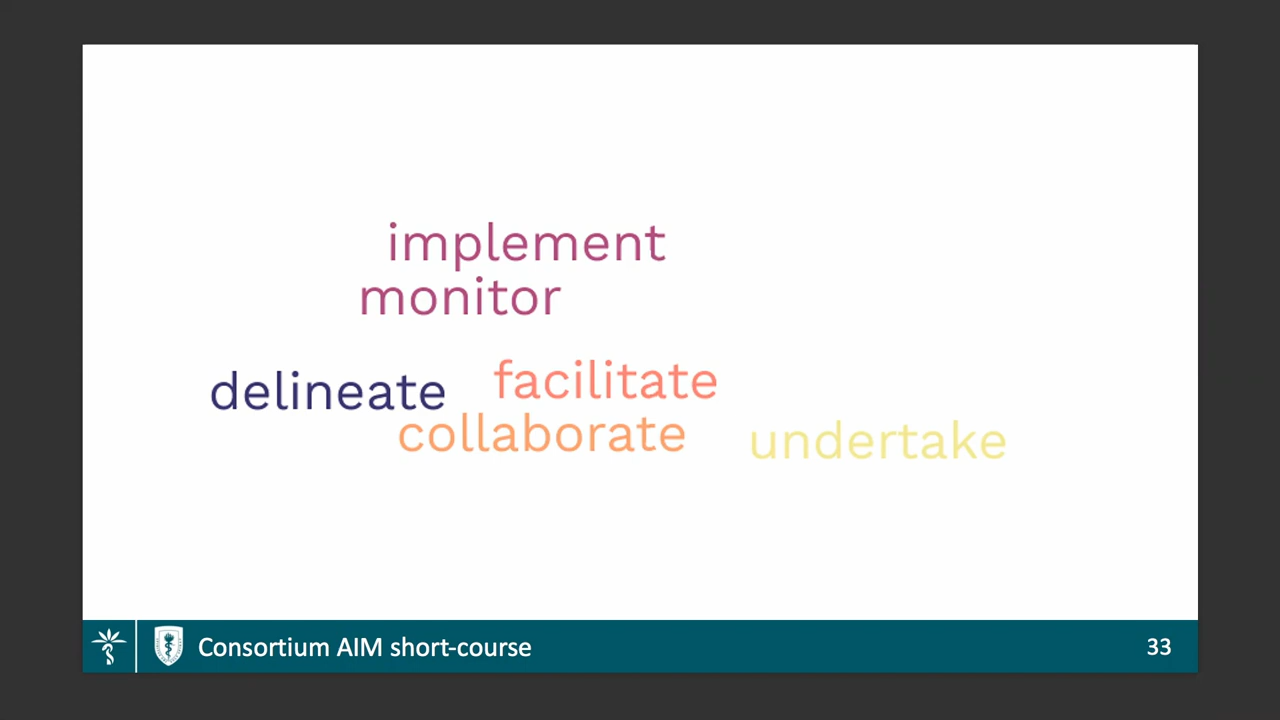 implement
monitor
delineate
facilitate
collaborate
undertake
Consortium AIM short-course
33